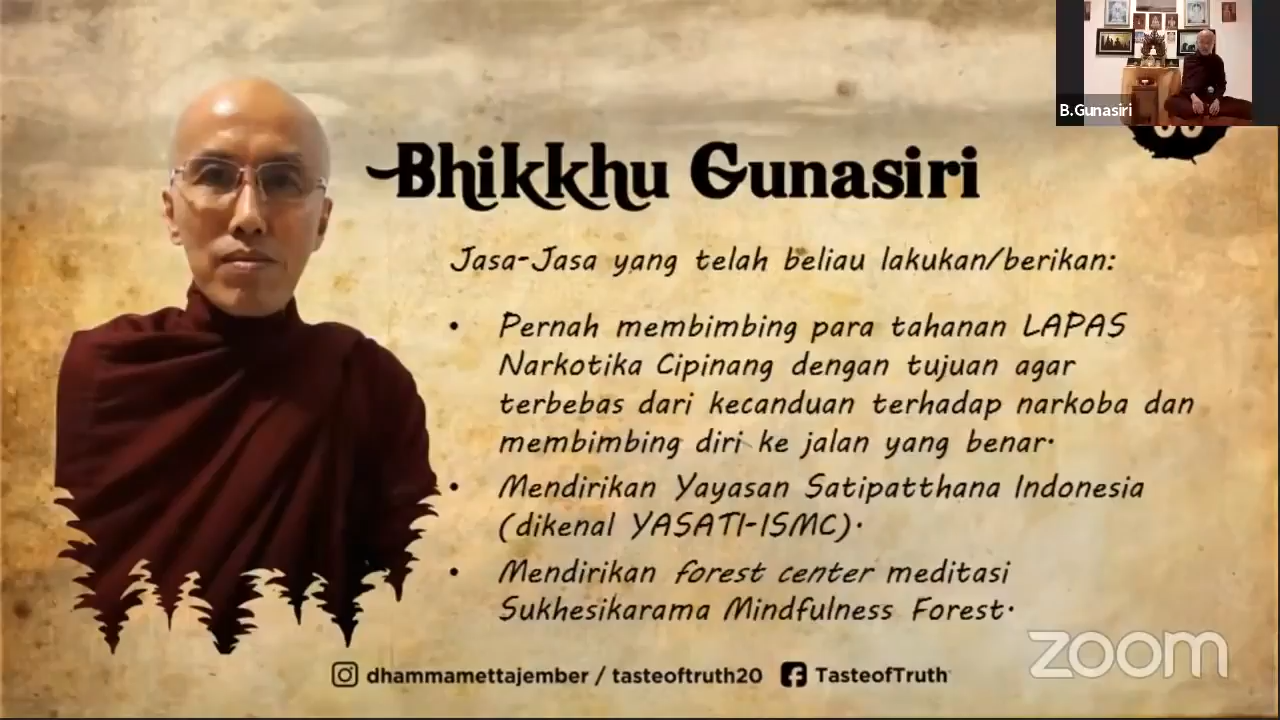 B.Gunasiri
Bhikkhu Gunasiri
Jasa-Jasa yang telah beliau lakukan/berikan:
• Pernah membimbing para tahanan LAPAS
Narkotika Cipinang dengan tujuan agar
terbebas dari kecanduan terhadap narkoba dan
membimbing diri ke jalan yang benar.
• Mendirikan Yayasan Satipatthana Indonesia
(dikenal YASATI-ISMC).
• Mendirikan forest center meditasi
Sukhesikarama Mindfulness Forest.
zoom
dhammamettajember / tasteoftruth20 TasteofTruth